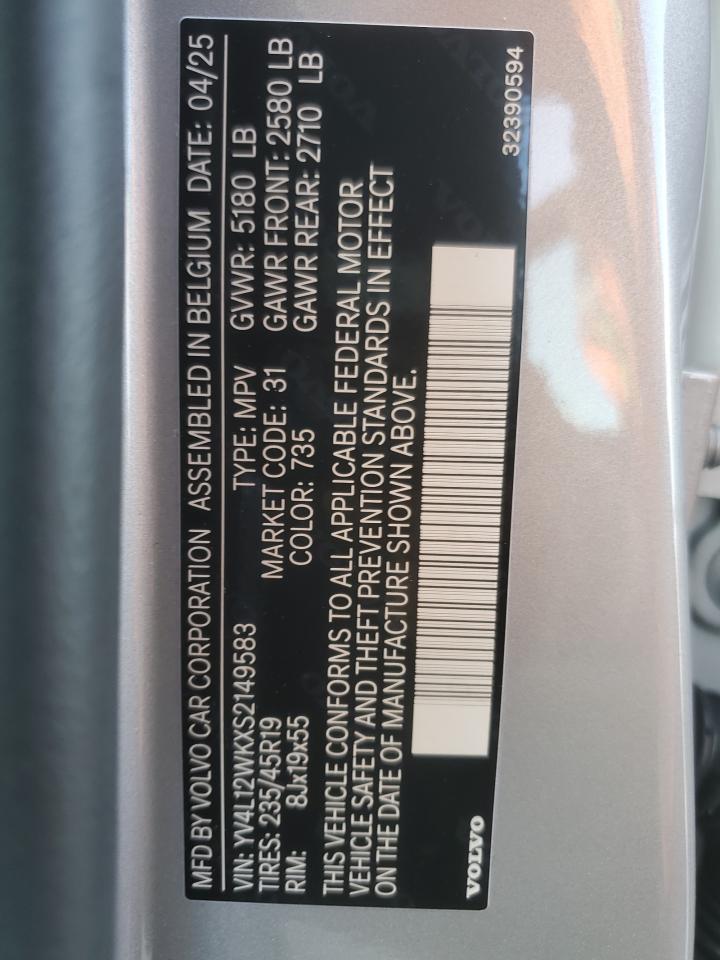 MFD BY VOLVO CAR CORPORATION ASSEMBLED IN BELGIUM DATE: 04/25
VIN: YV4L12WKXS2149583 TYPE: MPV GVWR: 5180 LB
TIRES: 235/45R19 MARKET CODE: 31 GAWR FRONT: 2580 LB
RIM: 8Jx19x55 COLOR: 735 GAWR REAR: 2710 LB
THIS VEHICLE CONFORMS TO ALL APPLICABLE FEDERAL MOTOR
VEHICLE SAFETY AND THEFT PREVENTION STANDARDS IN EFFECT
ON THE DATE OF MANUFACTURE SHOWN ABOVE.
VOLVO 32390594